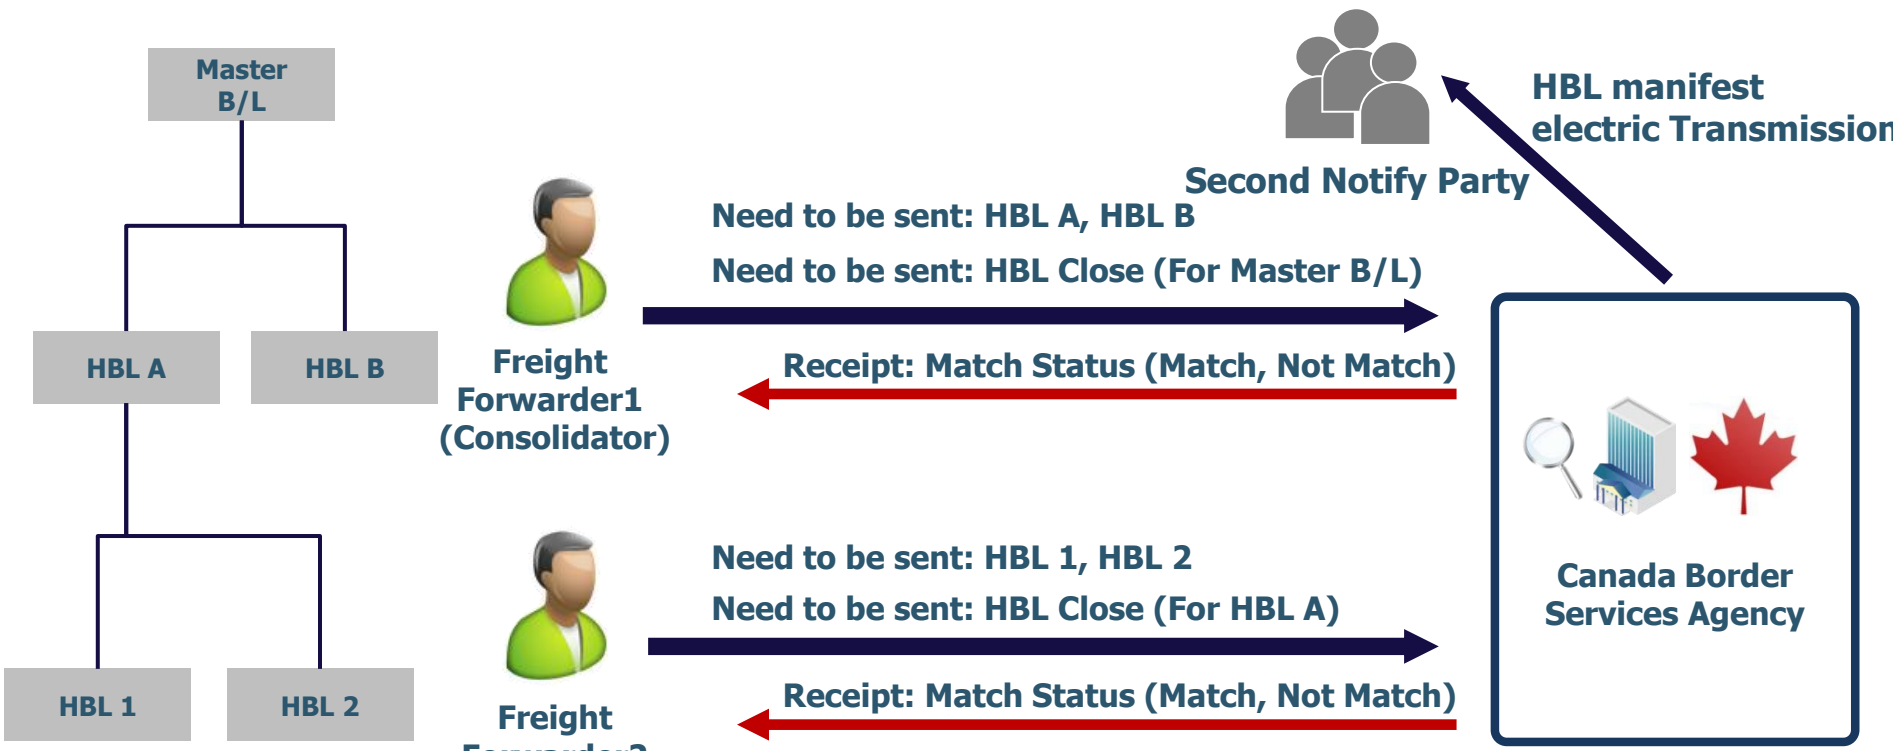 Master
B/L
HBL A
HBL B
HBL 1
HBL 2
Freight
Forwarder1
(Consolidator)
Need to be sent: HBL A, HBL B
Need to be sent: HBL Close (For Master B/L)
Receipt: Match Status (Match, Not Match)
Second Notify Party
HBL manifest
electric Transmission
Freight
Forwarder2
Need to be sent: HBL 1, HBL 2
Need to be sent: HBL Close (For HBL A)
Receipt: Match Status (Match, Not Match)
Canada Border
Services Agency